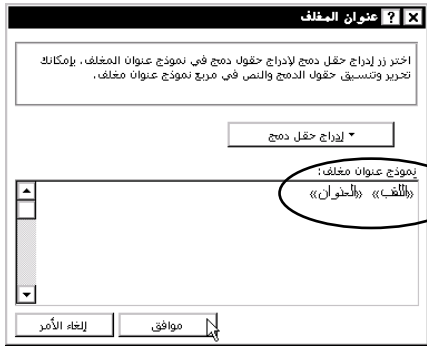 عنوان المغلف
اختر زر إدراج حقل دمج لإدراج حقول دمج في نموذج عنوان المغلف. بإمكانك
تحرير وتنسيق حقول الدمج والنص في مربع نموذج عنوان مغلف.
إدراج حقل دمج
نموذج عنوان مغلف:
«اللقب» «العنوان»
موافق إلغاء الأمر